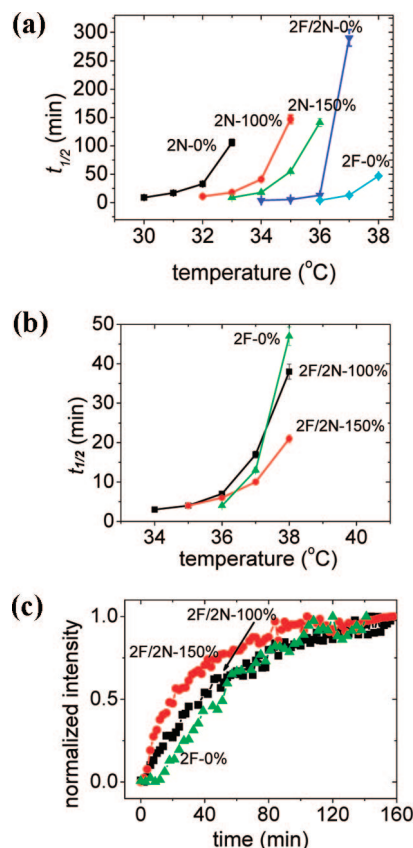 (a)
300
250
200
150
100
50
0
t1/2 (min)
2F/2N-0%
2N-100%
2N-150%
2N-0%
2F-0%
30 32 34 36 38
temperature (°C)
(b)
50
40
30
20
10
0
t1/2 (min)
2F-0%
2F/2N-100%
2F/2N-150%
34 36 38 40
temperature (°C)
(c)
1.0
0.5
0.0
normalized intensity
2F/2N-100%
2F/2N-150%
2F-0%
0 40 80 120 160
time (min)